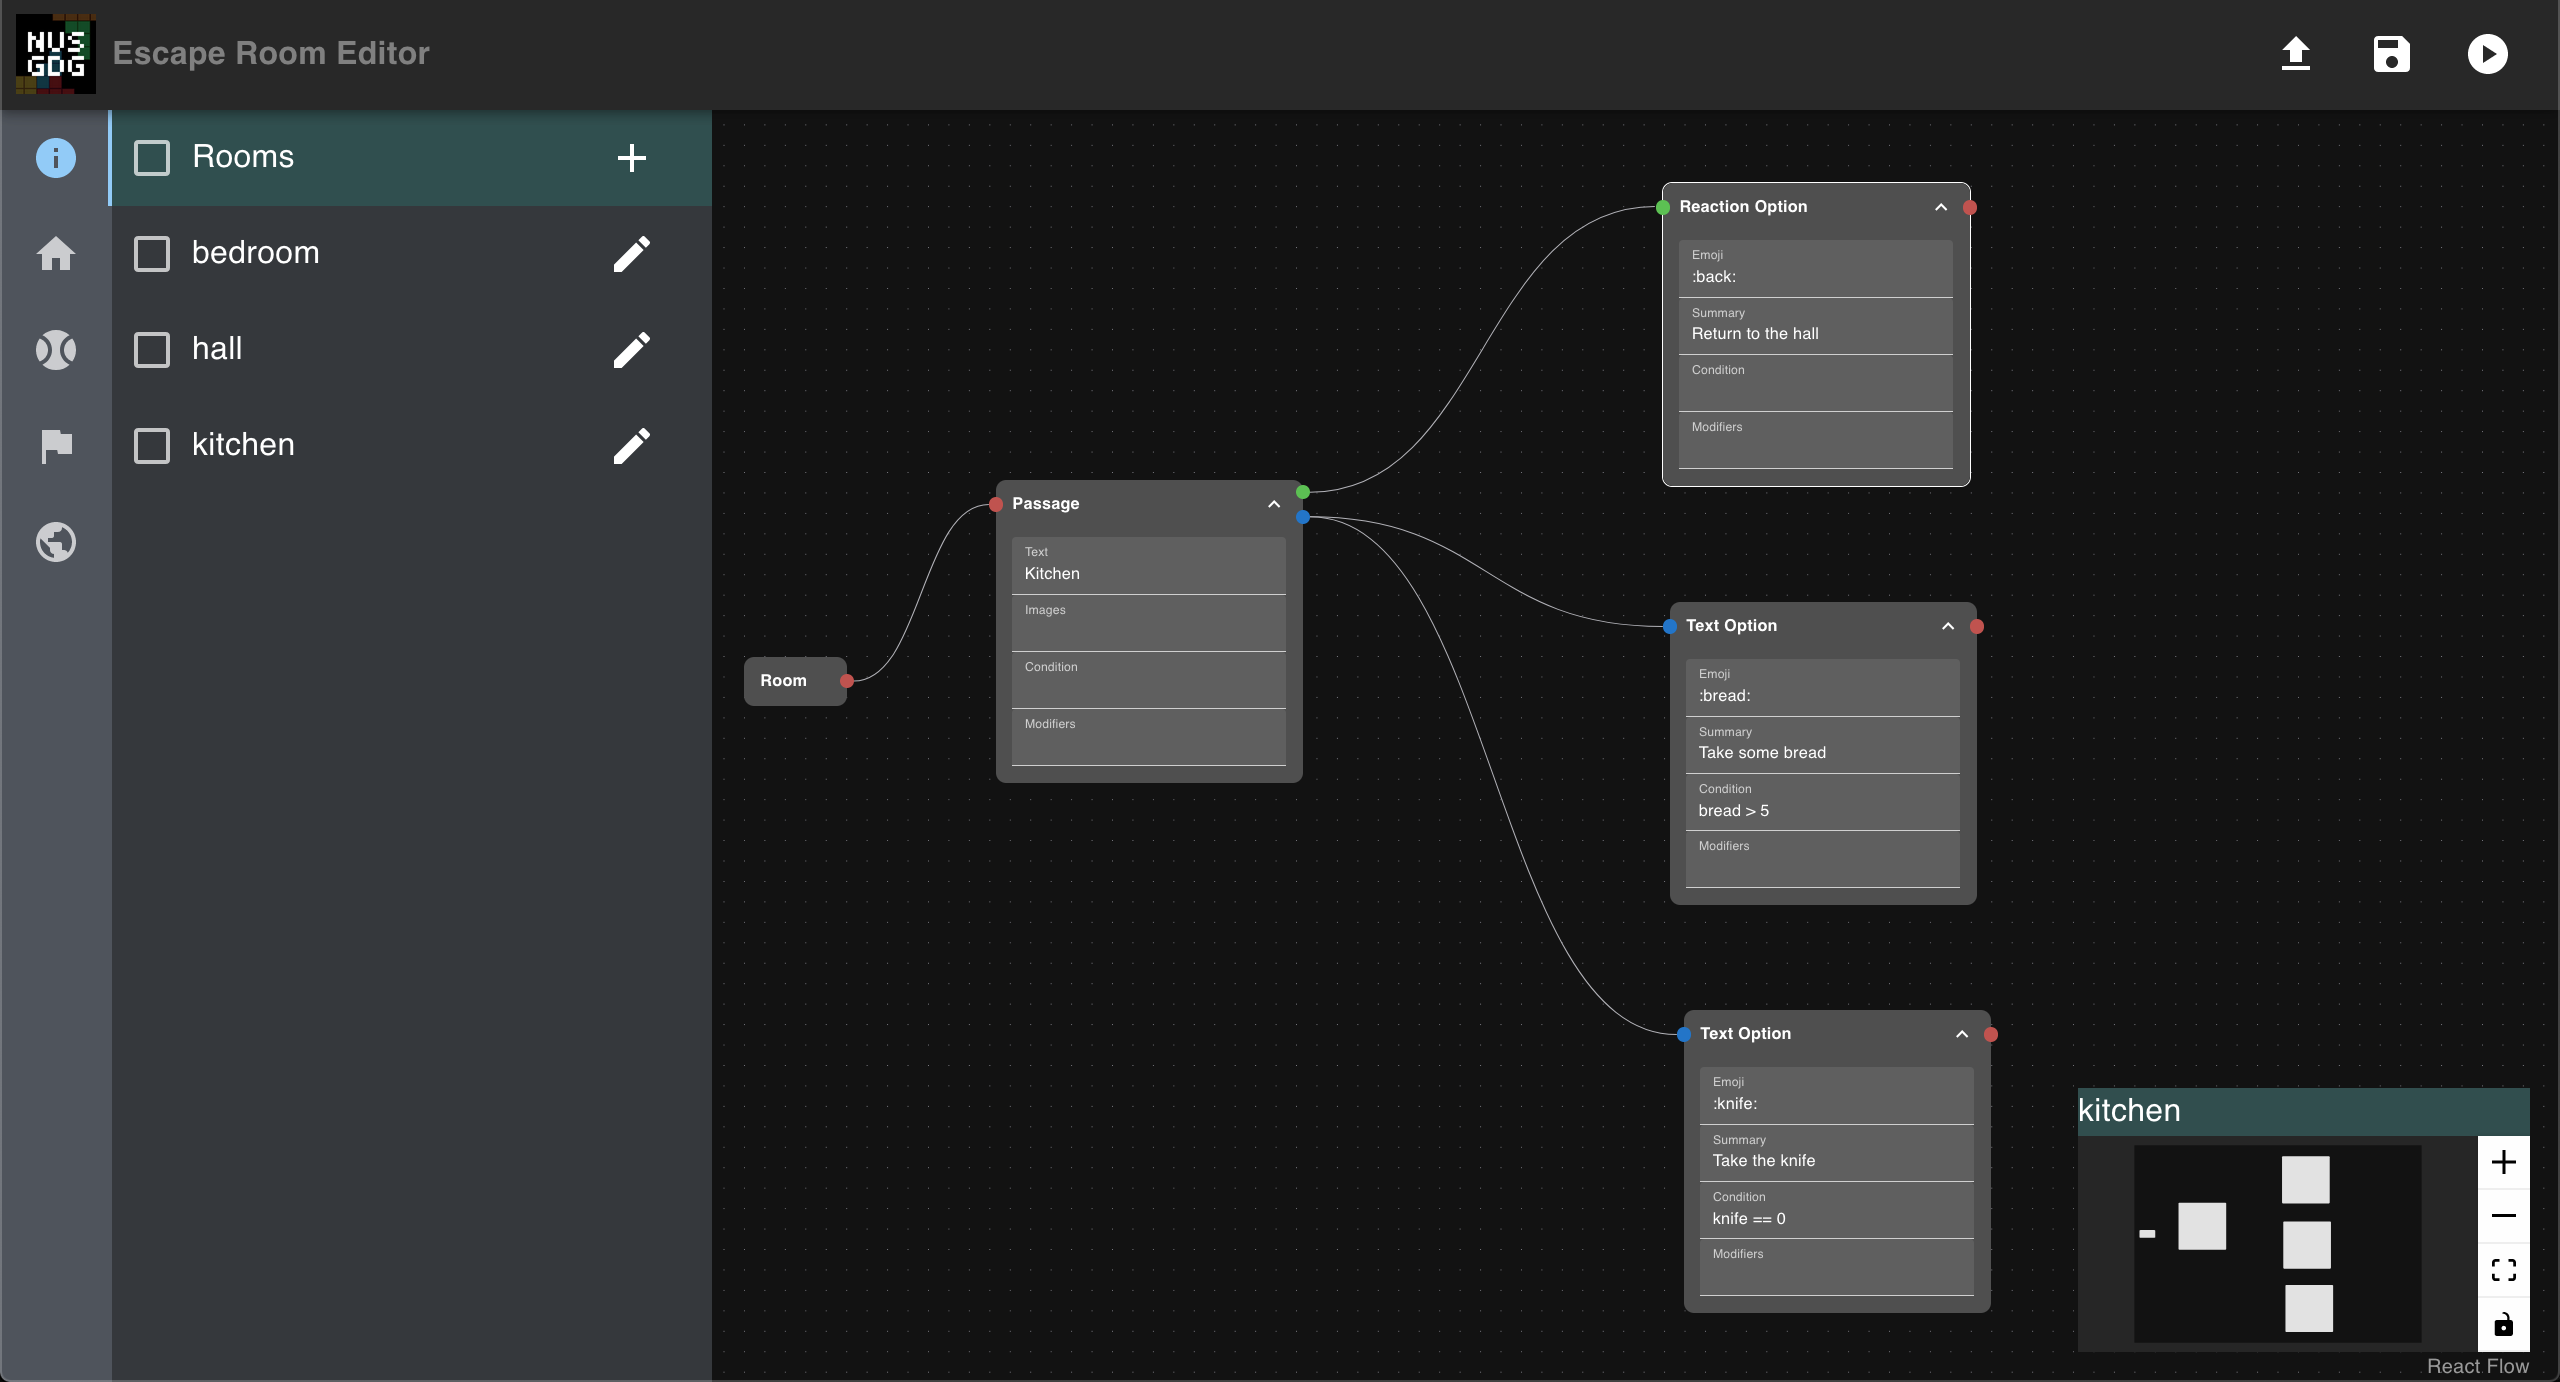 NUS
GDG
Escape Room Editor
Rooms
bedroom
hall
kitchen
Room
Passage
Text
Kitchen
Images
Condition
Modifiers
Reaction Option
Emoji
:back:
Summary
Return to the hall
Condition
Modifiers
Text Option
Emoji
:bread:
Summary
Take some bread
Condition
bread > 5
Modifiers
Text Option
Emoji
:knife:
Summary
Take the knife
Condition
knife == 0
Modifiers
kitchen
React Flow